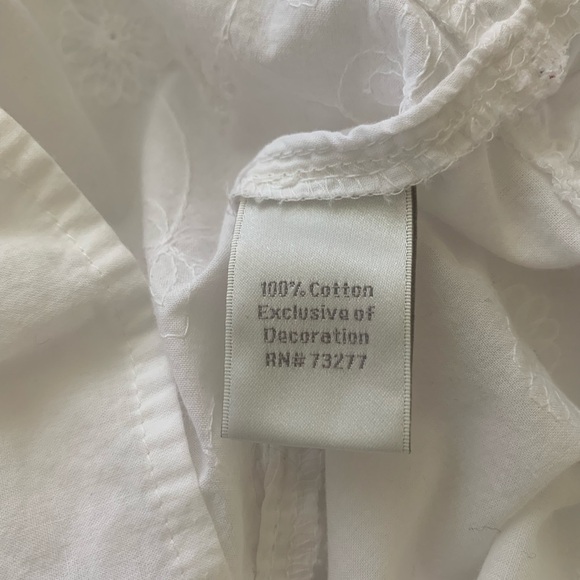 100% Cotton
Exclusive of
Decoration
RN# 73277